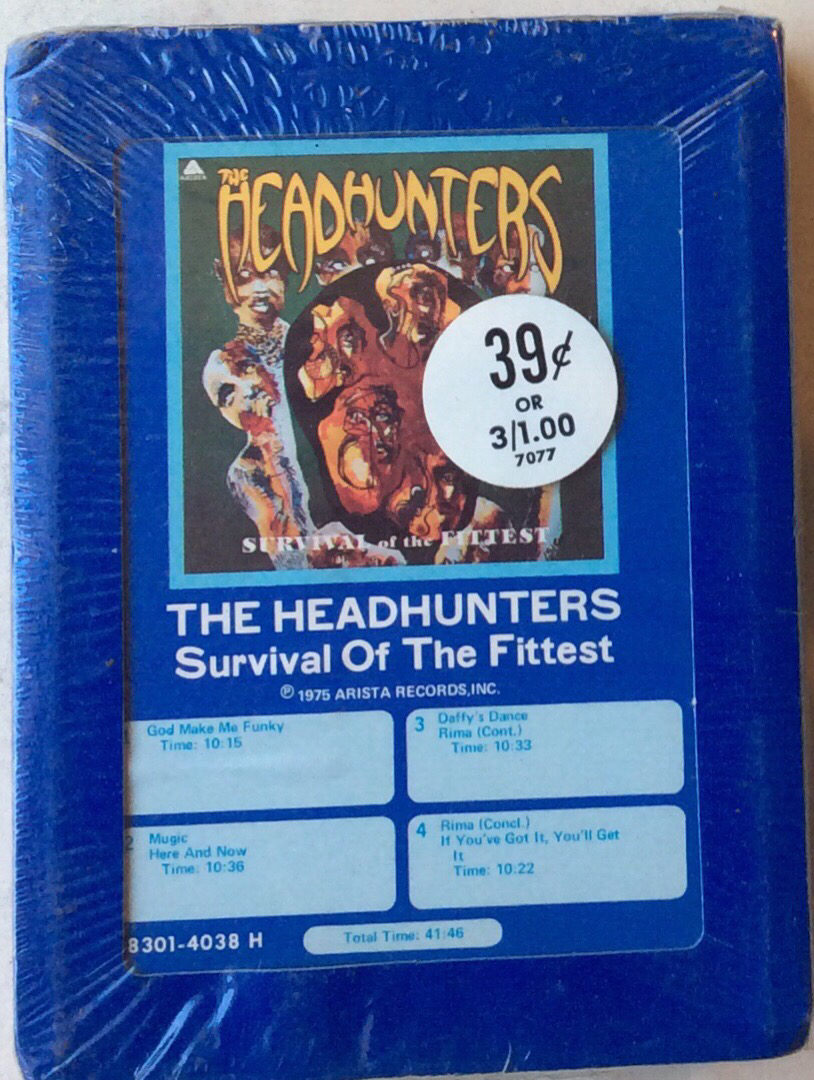 ARISTA
THE
HEADHUNTERS
39¢
OR
3/1.00
7077
SURVIVAL of the FITTEST
THE HEADHUNTERS
Survival Of The Fittest
℗ 1975 ARISTA RECORDS, INC.
God Make Me Funky
Time: 10:15
2 Mugic
Here And Now
Time: 10:36
3 Daffy's Dance
Rima (Cont.)
Time: 10:33
4 Rima (Concl.)
If You've Got It, You'll Get
It
Time: 10:22
8301-4038 H
Total Time: 41:46